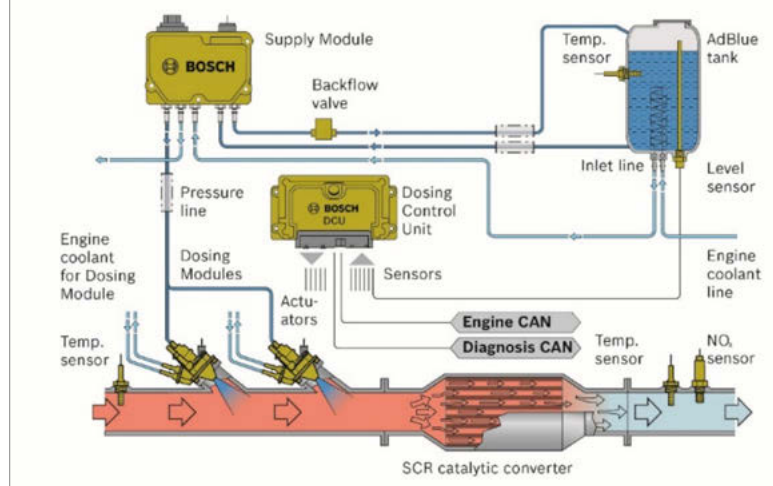 Supply Module
BOSCH
Backflow
valve
Temp.
sensor
AdBlue
tank
Inlet line
Level
sensor
Pressure
line
BOSCH
DCU
Dosing
Control
Unit
Engine
coolant
for Dosing
Module
Dosing
Modules
Actu-
ators
Sensors
Engine
coolant
line
Engine CAN
Diagnosis CAN
Temp.
sensor
Temp.
sensor
NOₓ
sensor
SCR catalytic converter